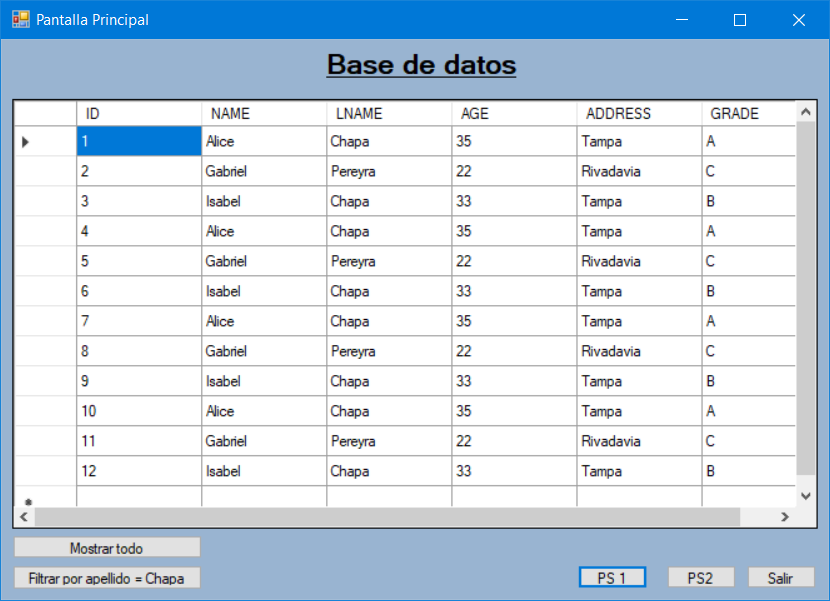 Pantalla Principal
Base de datos
ID NAME LNAME AGE ADDRESS GRADE
1 Alice Chapa 35 Tampa A
2 Gabriel Pereyra 22 Rivadavia C
3 Isabel Chapa 33 Tampa B
4 Alice Chapa 35 Tampa A
5 Gabriel Pereyra 22 Rivadavia C
6 Isabel Chapa 33 Tampa B
7 Alice Chapa 35 Tampa A
8 Gabriel Pereyra 22 Rivadavia C
9 Isabel Chapa 33 Tampa B
10 Alice Chapa 35 Tampa A
11 Gabriel Pereyra 22 Rivadavia C
12 Isabel Chapa 33 Tampa B
Mostrar todo
Filtrar por apellido = Chapa PS 1 PS2 Salir